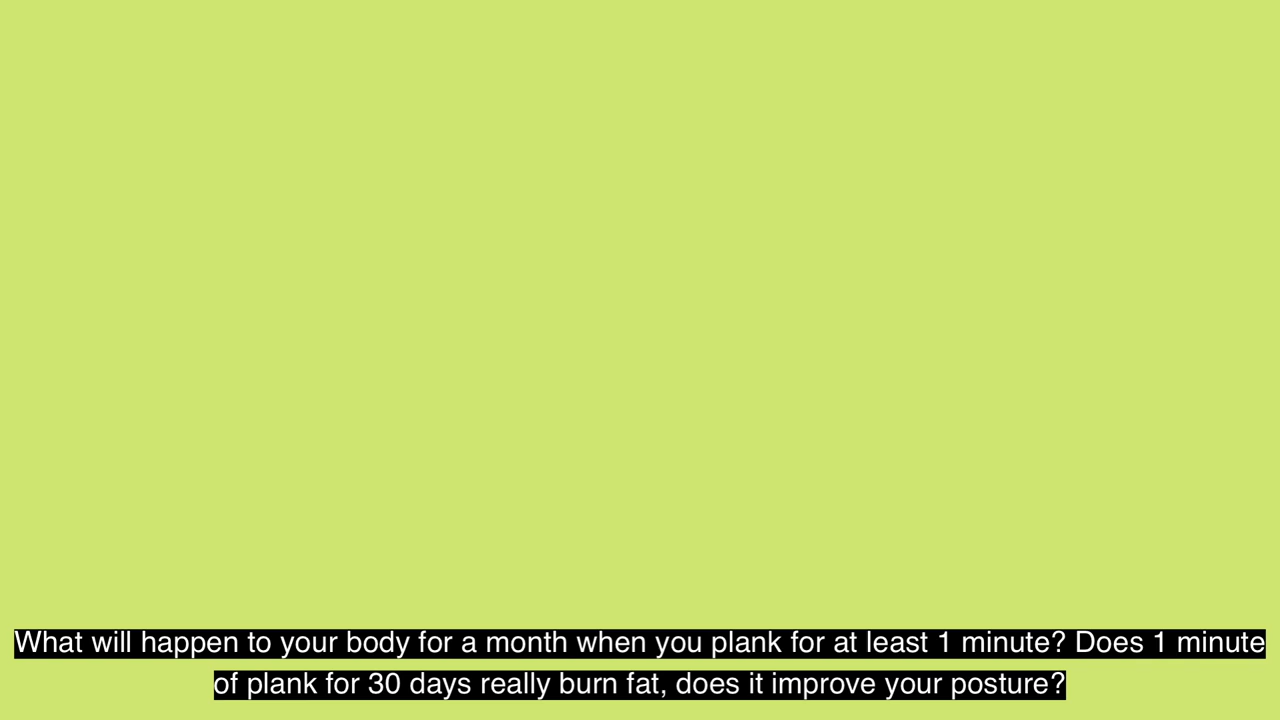 What will happen to your body for a month when you plank for at least 1 minute? Does 1 minute
of plank for 30 days really burn fat, does it improve your posture?